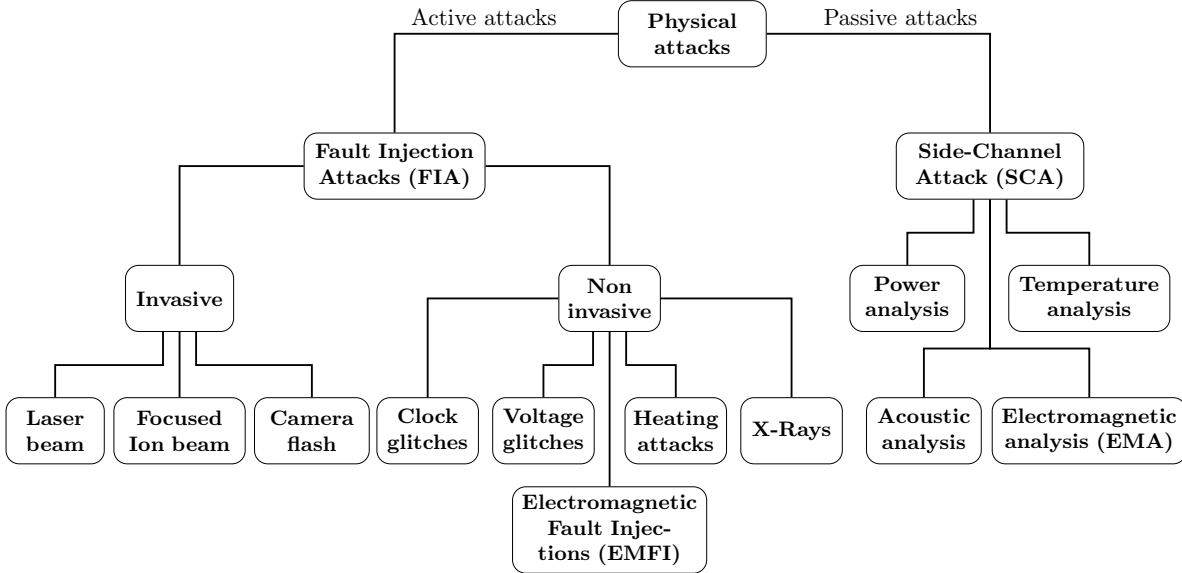 Active attacks
Physical
attacks
Passive attacks
Fault Injection
Attacks (FIA)
Side-Channel
Attack (SCA)
Invasive
Non
invasive
Power
analysis
Temperature
analysis
Laser
beam
Focused
Ion beam
Camera
flash
Clock
glitches
Voltage
glitches
Heating
attacks
X-Rays
Acoustic
analysis
Electromagnetic
analysis (EMA)
Electromagnetic
Fault Injec-
tions (EMFI)